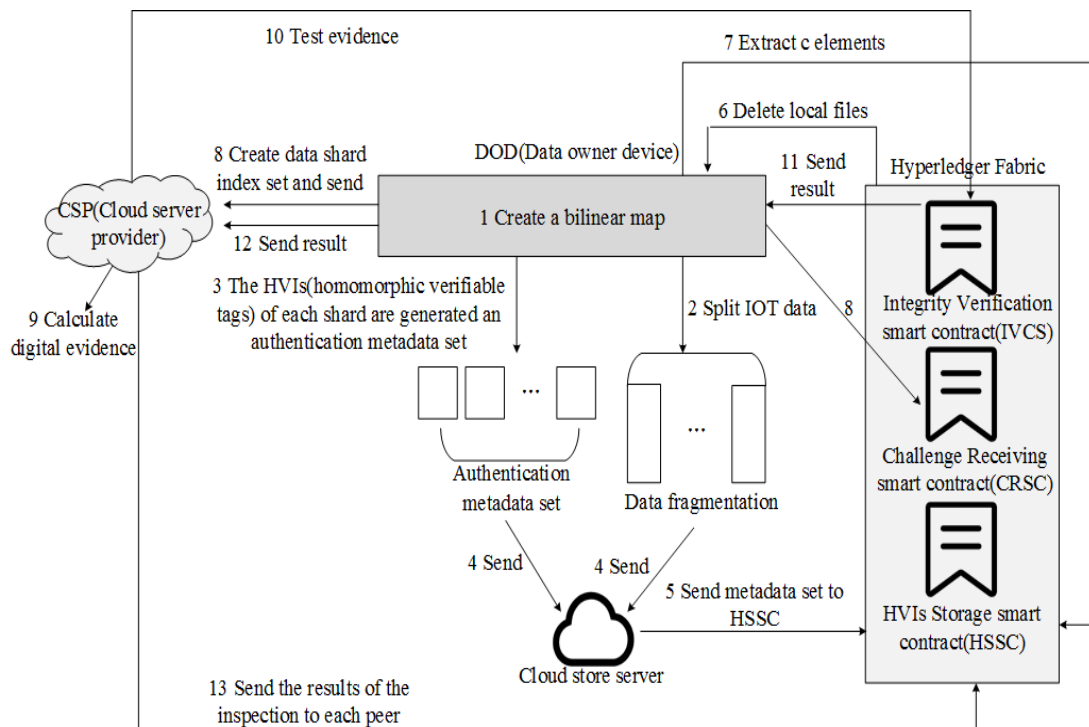 10 Test evidence
7 Extract c elements
6 Delete local files
8 Create data shard
index set and send
DOD(Data owner device)
11 Send
result
Hyperledger Fabric
CSP(Cloud server
provider)
1 Create a bilinear map
12 Send result
3 The HVIs(homomorphic verifiable
tags) of each shard are generated an
authentication metadata set
2 Split IOT data
8
Integrity Verification
smart contract(IVCS)
9 Calculate
digital evidence
...
...
Challenge Receiving
smart contract(CRSC)
Authentication
metadata set
Data fragmentation
4 Send
4 Send
5 Send metadata set to
HSSC
HVIs Storage smart
contract(HSSC)
Cloud store server
13 Send the results of the
inspection to each peer